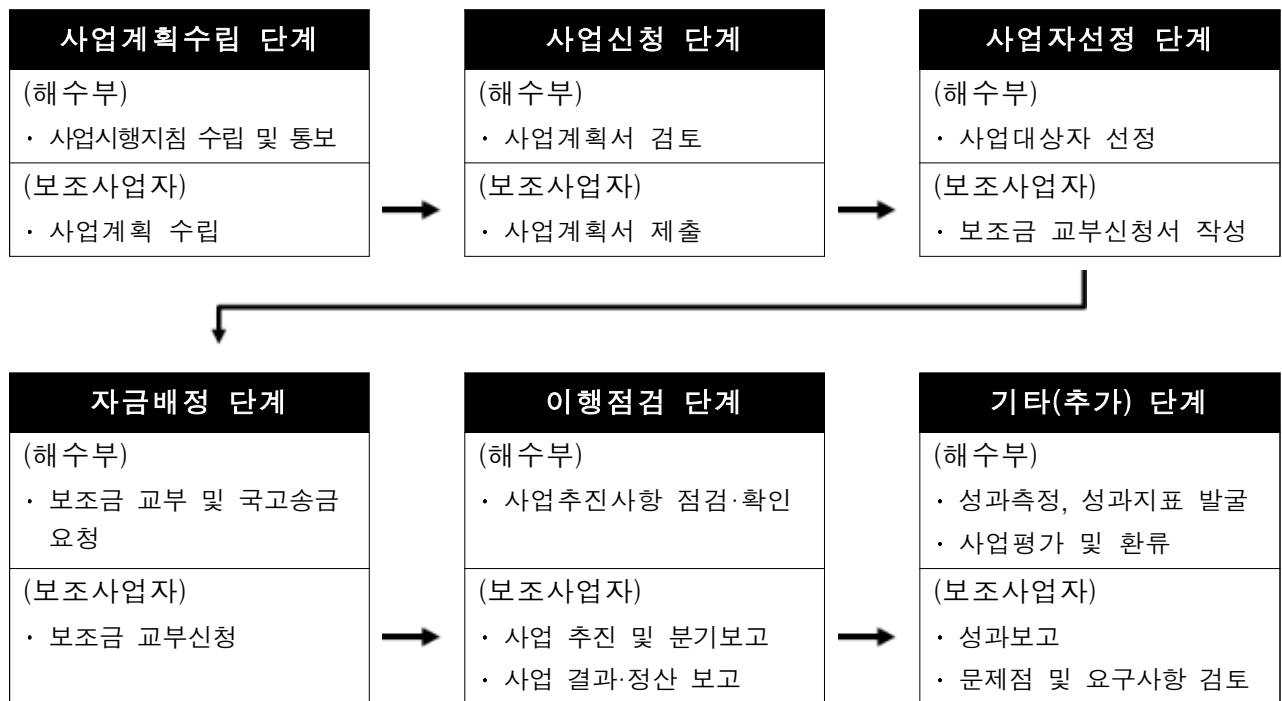 사업계획수립 단계
(해수부)
· 사업시행지침 수립 및 통보
(보조사업자)
· 사업계획 수립
사업신청 단계
(해수부)
· 사업계획서 검토
(보조사업자)
· 사업계획서 제출
사업자선정 단계
(해수부)
· 사업대상자 선정
(보조사업자)
· 보조금 교부신청서 작성
자금배정 단계
(해수부)
· 보조금 교부 및 국고송금
요청
(보조사업자)
· 보조금 교부신청
이행점검 단계
(해수부)
· 사업추진사항 점검·확인
(보조사업자)
· 사업 추진 및 분기보고
· 사업 결과·정산 보고
기타(추가) 단계
(해수부)
· 성과측정, 성과지표 발굴
· 사업평가 및 환류
(보조사업자)
· 성과보고
· 문제점 및 요구사항 검토